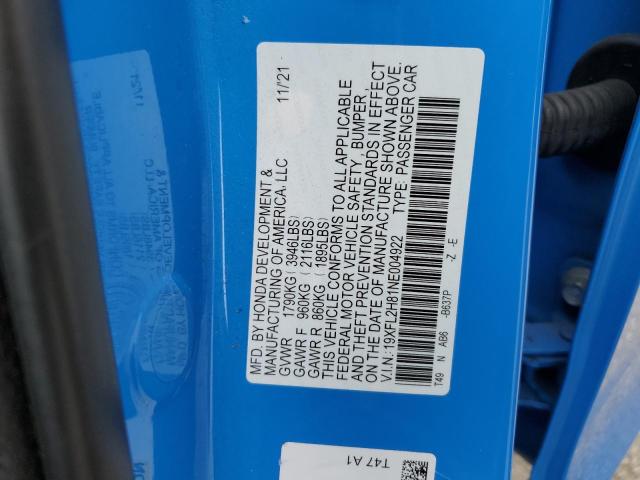 MFD. BY HONDA DEVELOPMENT &
MANUFACTURING OF AMERICA, LLC 11/'21
GVWR 1790KG ( 3946LBS)
GAWR F 960KG ( 2116LBS)
GAWR R 860KG ( 1895LBS)
THIS VEHICLE CONFORMS TO ALL APPLICABLE
FEDERAL MOTOR VEHICLE SAFETY, BUMPER,
AND THEFT PREVENTION STANDARDS IN EFFECT
ON THE DATE OF MANUFACTURE SHOWN ABOVE.
V.I.N.: 19XFL2H81NE004922 TYPE: PASSENGER CAR
T49 N AB6 -B637P -Z -E
T47 A1